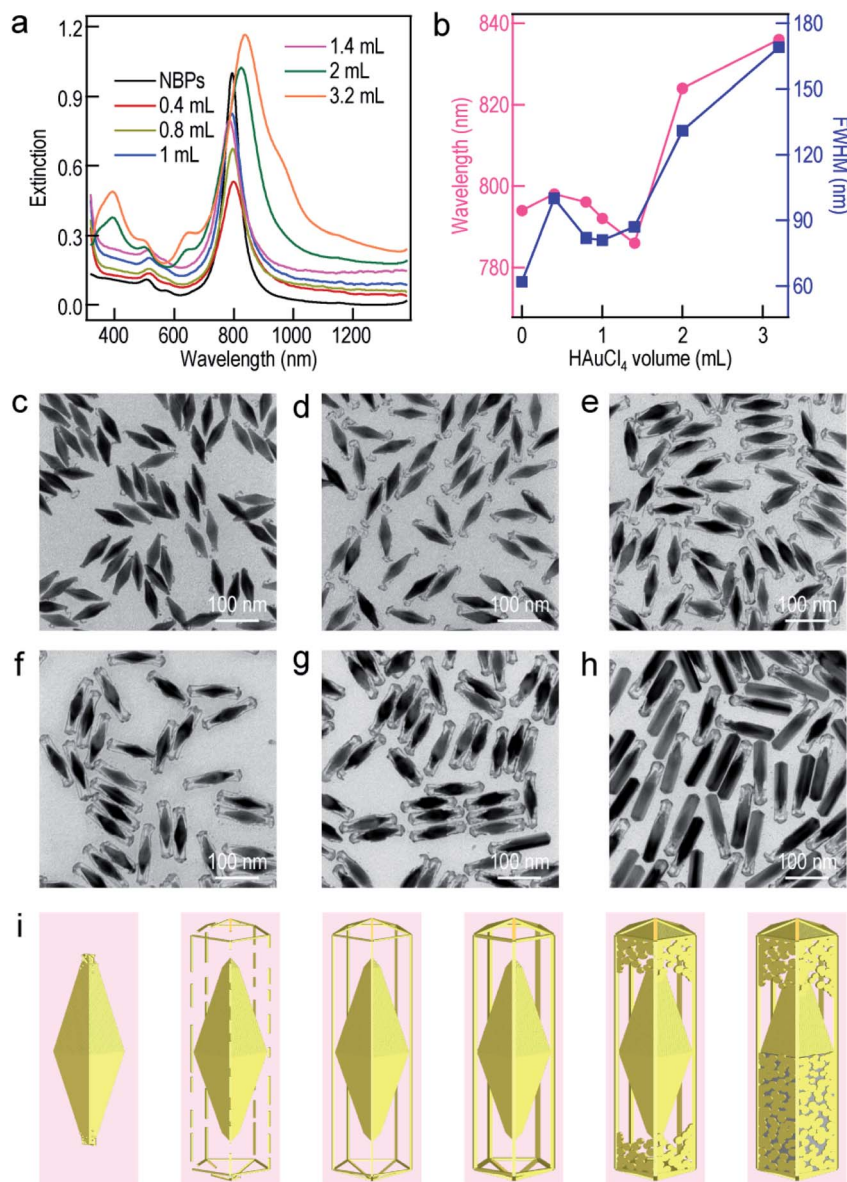 a
1.2
0.9
0.6
0.3
0.0
Extinction
NBPs
0.4 mL
0.8 mL
1 mL
1.4 mL
2 mL
3.2 mL
400 600 800 1000 1200
Wavelength (nm)
b
840
820
800
780
Wavelength (nm)
180
150
120
90
60
FWHM (nm)
0 1 2 3
HAuCl₄ volume (mL)
c
100 nm
d
100 nm
e
100 nm
f
100 nm
g
100 nm
h
100 nm
i